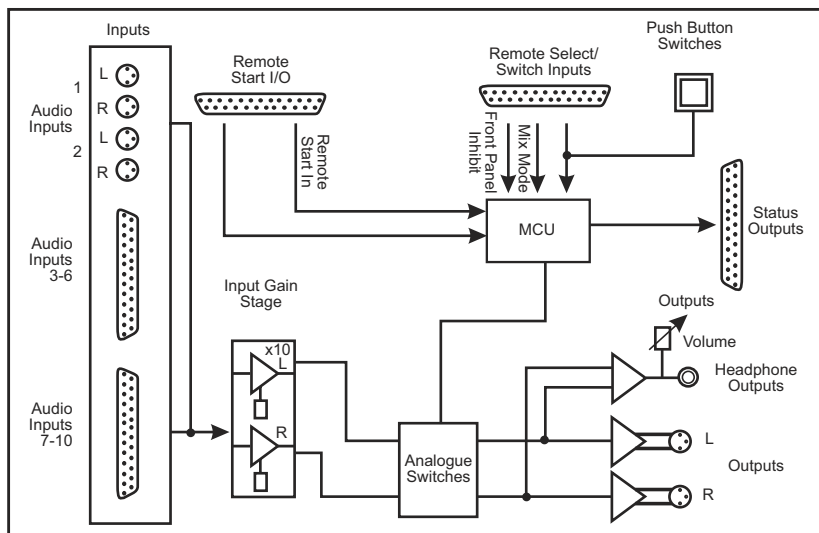 Inputs
1
L
R
Audio
Inputs
2
L
R
Audio
Inputs
3-6
Audio
Inputs
7-10
Remote
Start I/O
Remote
Start In
Remote Select/
Switch Inputs
Front Panel
Inhibit
Mix Mode
Push Button
Switches
MCU
Status
Outputs
Input Gain
Stage
x10
L
R
Analogue
Switches
Outputs
Volume
Headphone
Outputs
L
Outputs
R